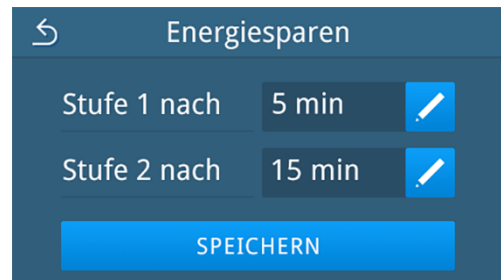 Energiesparen
Stufe 1 nach 5 min
Stufe 2 nach 15 min
SPEICHERN